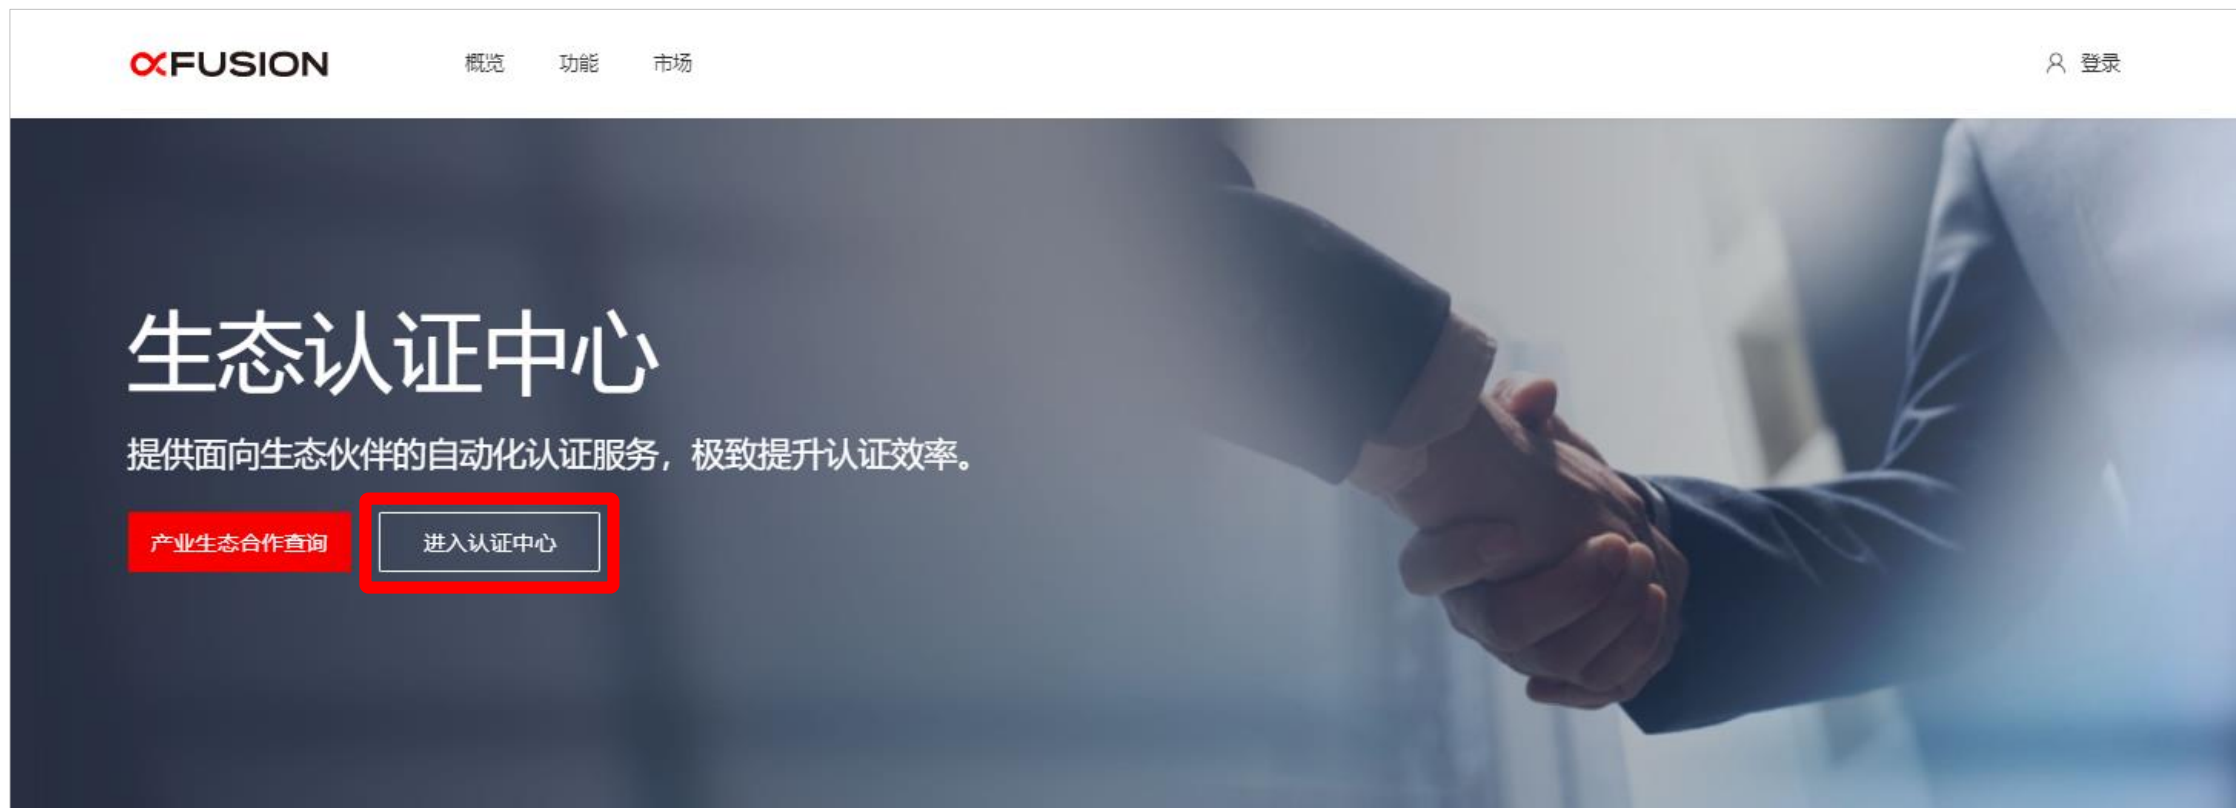 XFUSION 概览 功能 市场 登录
生态认证中心
提供面向生态伙伴的自动化认证服务，极致提升认证效率。
产业生态合作查询 进入认证中心